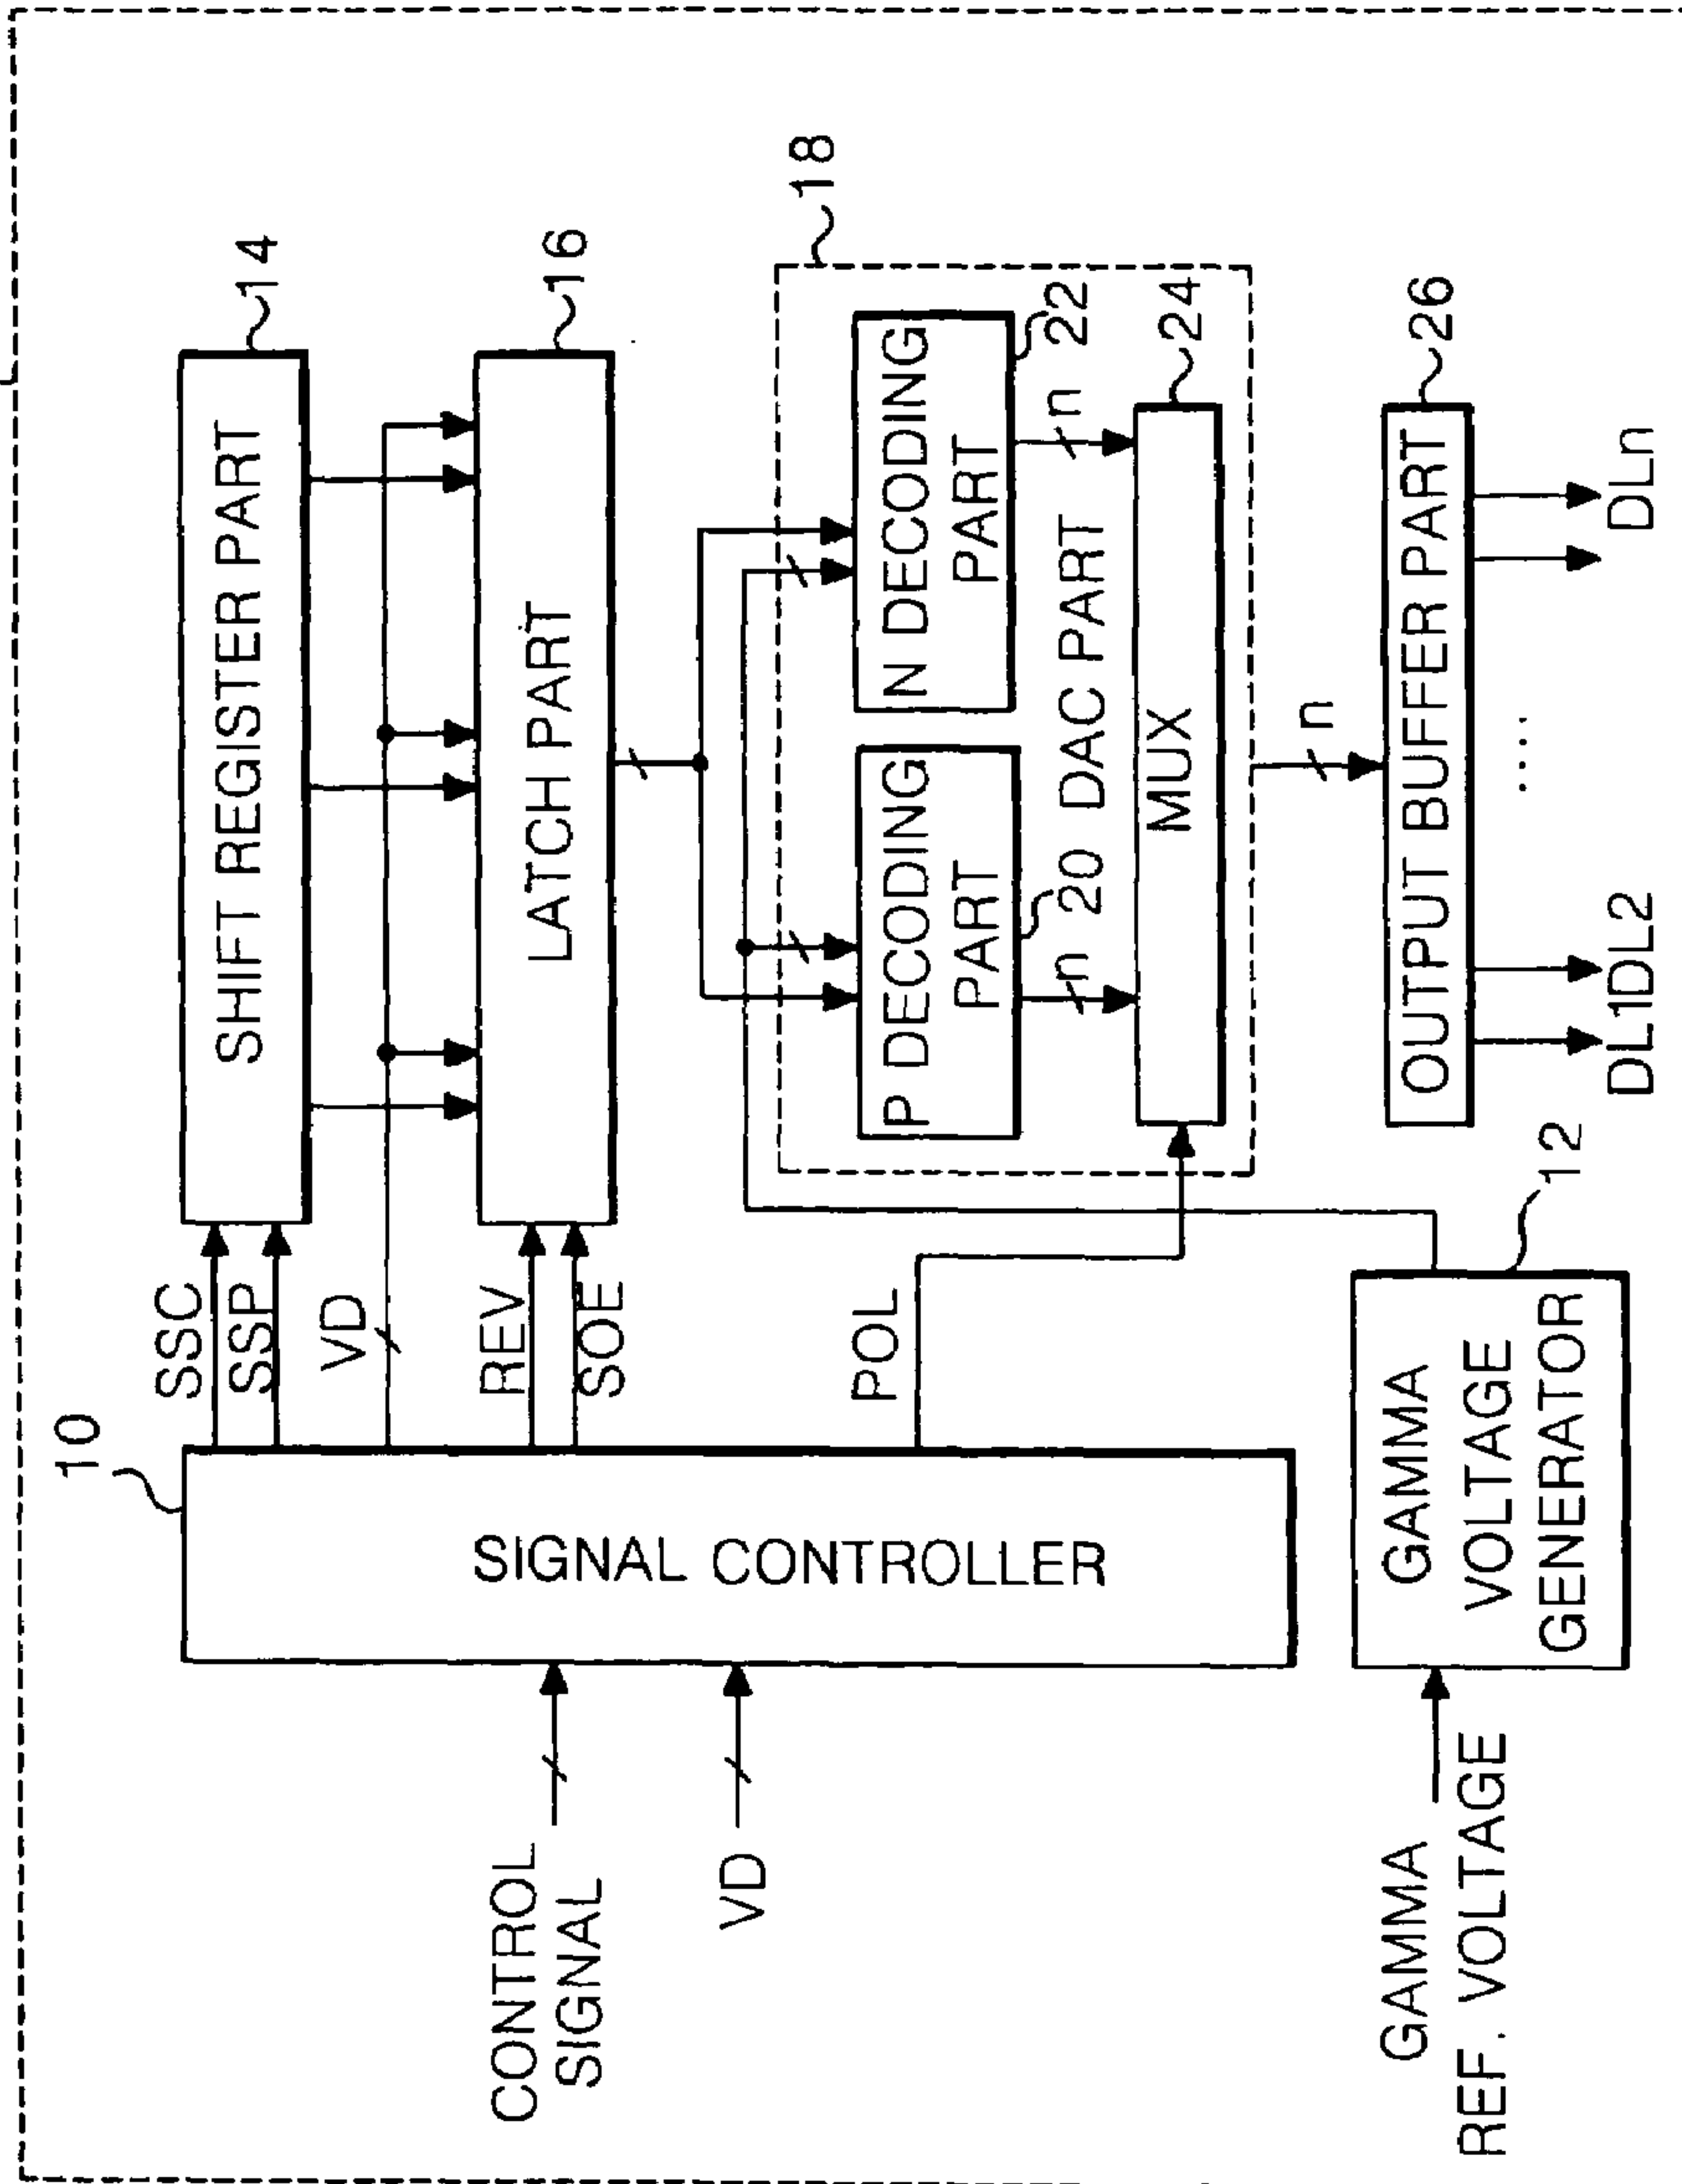 14
SHIFT REGISTER PART
10
SSC
SSP
VD
16
LATCH PART
REV
SOE
SIGNAL CONTROLLER
CONTROL
SIGNAL
VD
18
POL
P DECODING
PART
N DECODING
PART
20
22
n
n
DAC PART
MUX
24
n
GAMMA
REF. VOLTAGE
GAMMA
VOLTAGE
GENERATOR
12
OUTPUT BUFFER PART
26
DL1DL2
....
DLn